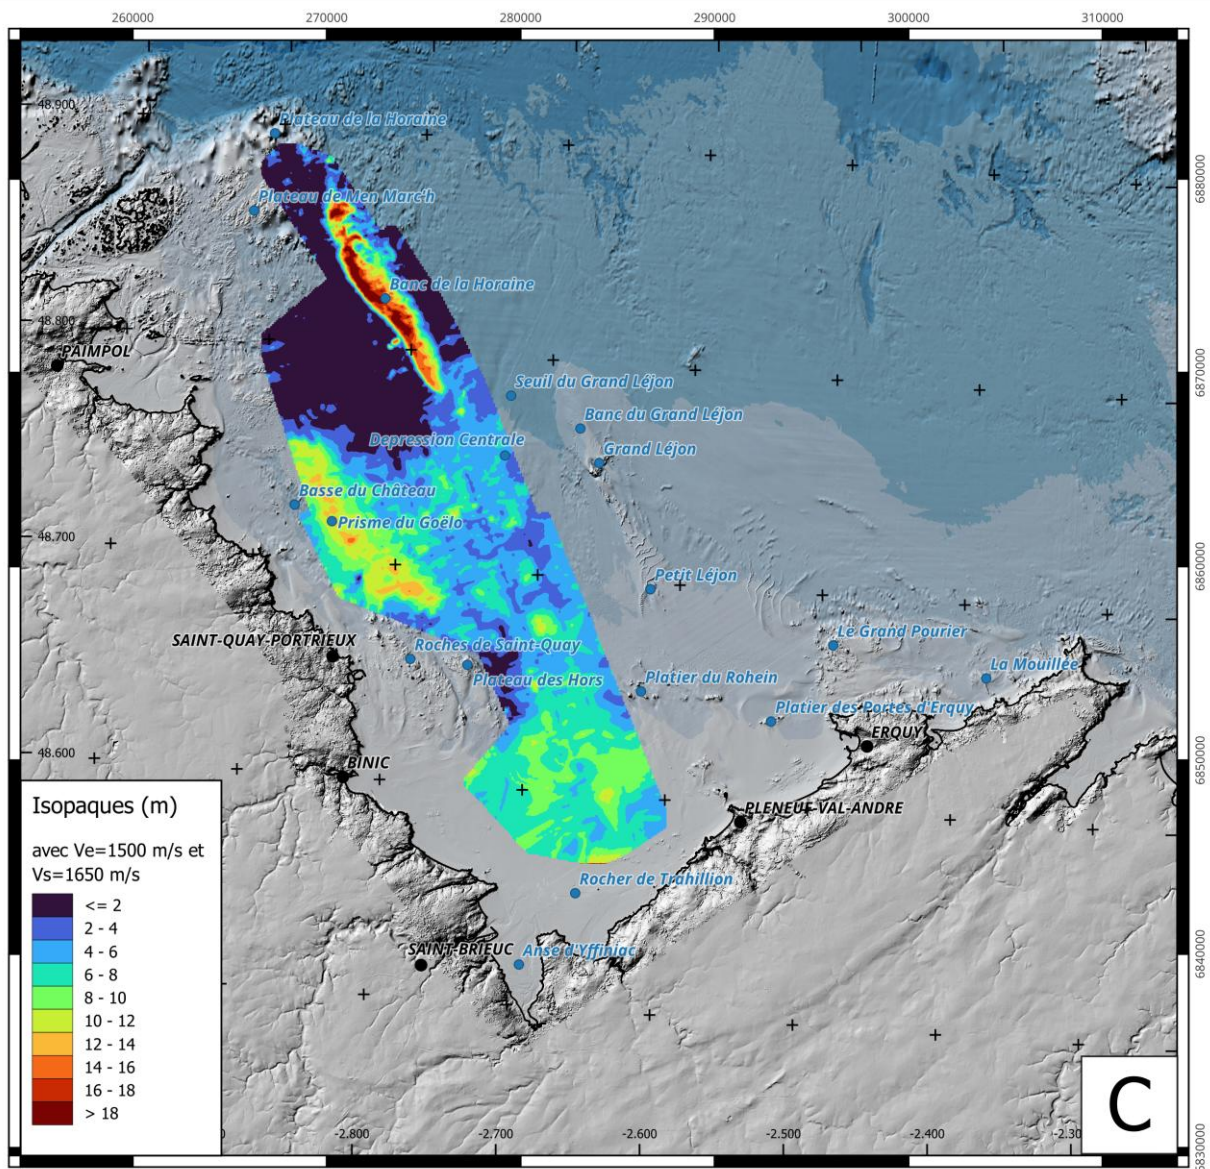 260000 270000 280000 290000 300000 310000
48.900
Plateau de la Horaine
6880000
Plateau de Men Marc'h
Banc de la Horaine
48.800
PAIMPOL
6870000
Seuil du Grand Léjon
Banc du Grand Léjon
Depression Centrale
Grand Léjon
Basse du Château
Prisme du Goëlo
48.700
6860000
Petit Léjon
Le Grand Pourier
SAINT-QUAY-PORTRIEUX
Roches de Saint-Quay
La Mouillée
Plateau des Hors
Platier du Rohein
Platier des Portes d'Erquy
ERQUY
48.600
6850000
BINIC
PLENEUF-VAL-ANDRE
Isopaques (m)
avec Ve=1500 m/s et
Vs=1650 m/s
<= 2
2 - 4
4 - 6
6 - 8
8 - 10
10 - 12
12 - 14
14 - 16
16 - 18
> 18
Rocher de Trahillion
SAINT-BRIEUC
Anse d'Yffiniac
6840000
C
-2.800 -2.700 -2.600 -2.500 -2.400
6830000